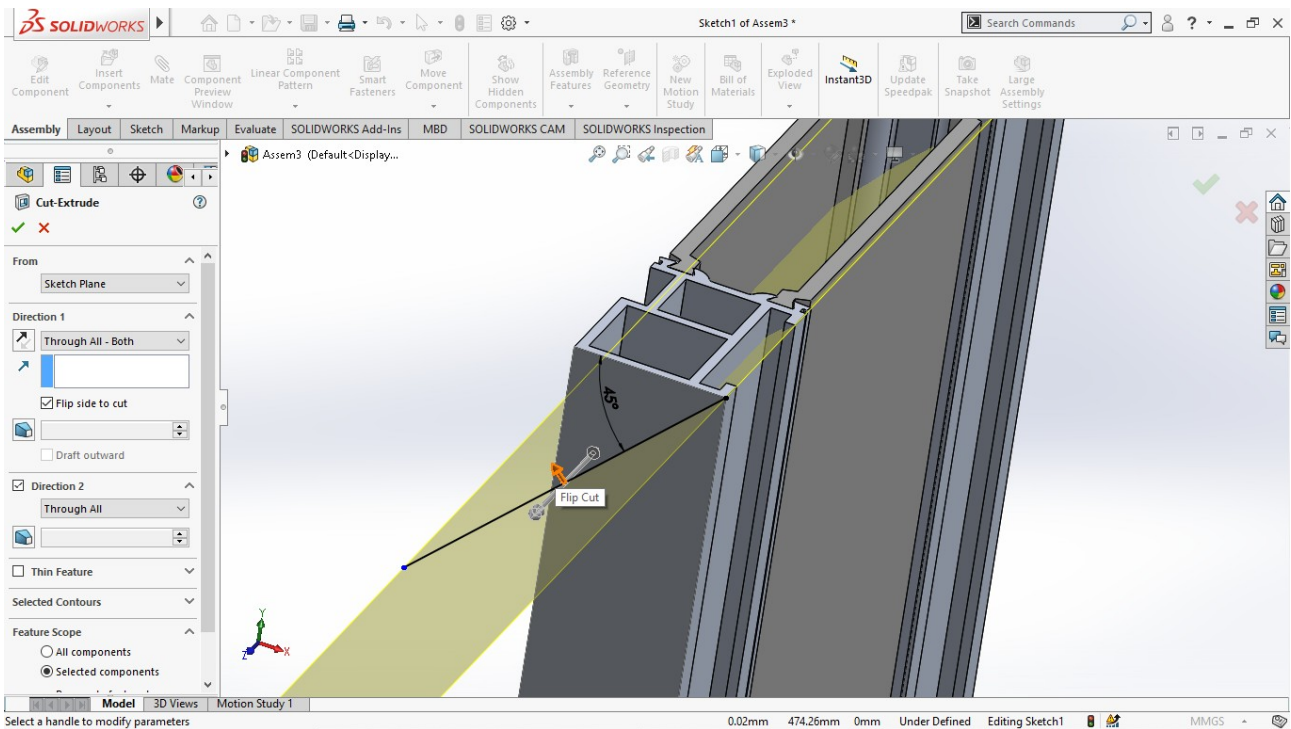 SOLIDWORKS
Sketch1 of Assem3 *
Search Commands
Edit Component
Insert Components
Mate
Component Preview Window
Linear Component Pattern
Smart Fasteners
Move Component
Show Hidden Components
Assembly Features
Reference Geometry
New Motion Study
Bill of Materials
Exploded View
Instant3D
Update Speedpak
Take Snapshot
Large Assembly Settings
Assembly Layout Sketch Markup Evaluate SOLIDWORKS Add-Ins MBD SOLIDWORKS CAM SOLIDWORKS Inspection
Assem3 (Default<Display...
Cut-Extrude
From
Sketch Plane
Direction 1
Through All - Both
Flip side to cut
Draft outward
Direction 2
Through All
Thin Feature
Selected Contours
Feature Scope
All components
Selected components
45°
Flip Cut
Y
Z
X
Model 3D Views Motion Study 1
Select a handle to modify parameters
0.02mm 474.26mm 0mm Under Defined Editing Sketch1 MMGS